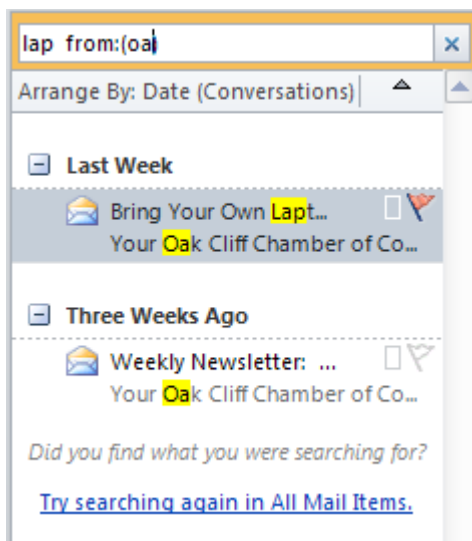 lap from:(oa
Arrange By: Date (Conversations)
Last Week
Bring Your Own Lapt...
Your Oak Cliff Chamber of Co...
Three Weeks Ago
Weekly Newsletter: ...
Your Oak Cliff Chamber of Co...
Did you find what you were searching for?
Try searching again in All Mail Items.